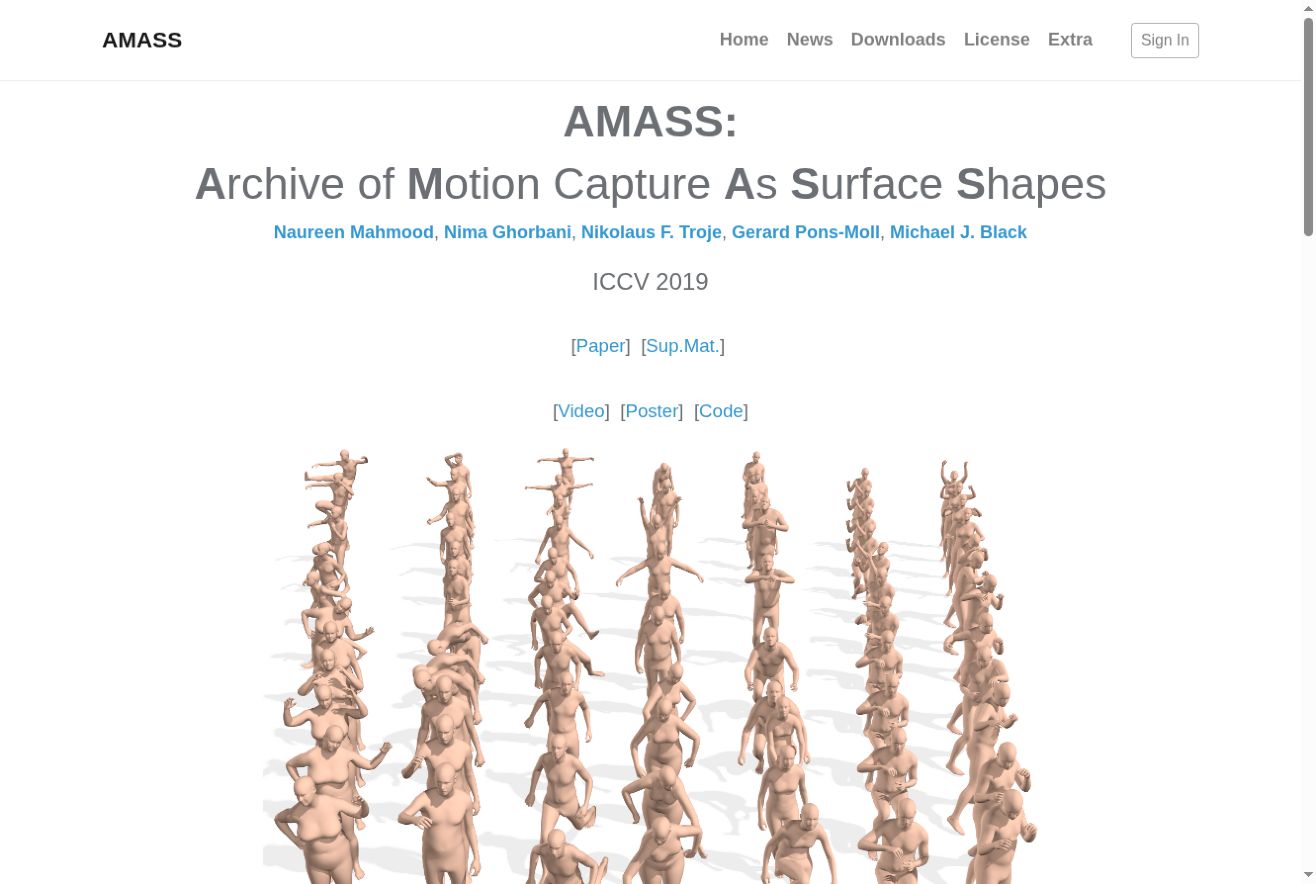 AMASS
Home News Downloads License Extra Sign In
AMASS:
Archive of Motion Capture As Surface Shapes
Naureen Mahmood, Nima Ghorbani, Nikolaus F. Troje, Gerard Pons-Moll, Michael J. Black
ICCV 2019
[Paper] [Sup.Mat.]
[Video] [Poster] [Code]